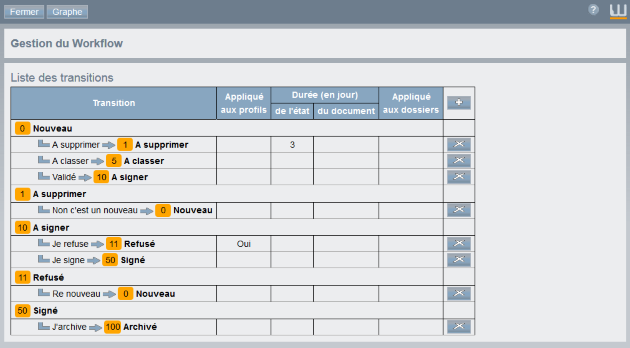 Fermer Graphe ?
Gestion du Workflow
Liste des transitions
Transition Appliqué aux profils Durée (en jour) Appliqué aux dossiers
de l'état du document
0 Nouveau
A supprimer 1 A supprimer 3
A classer 5 A classer
Validé 10 A signer
1 A supprimer
Non c'est un nouveau 0 Nouveau
10 A signer
Je refuse 11 Refusé Oui
Je signe 50 Signé
11 Refusé
Re nouveau 0 Nouveau
50 Signé
J'archive 100 Archivé